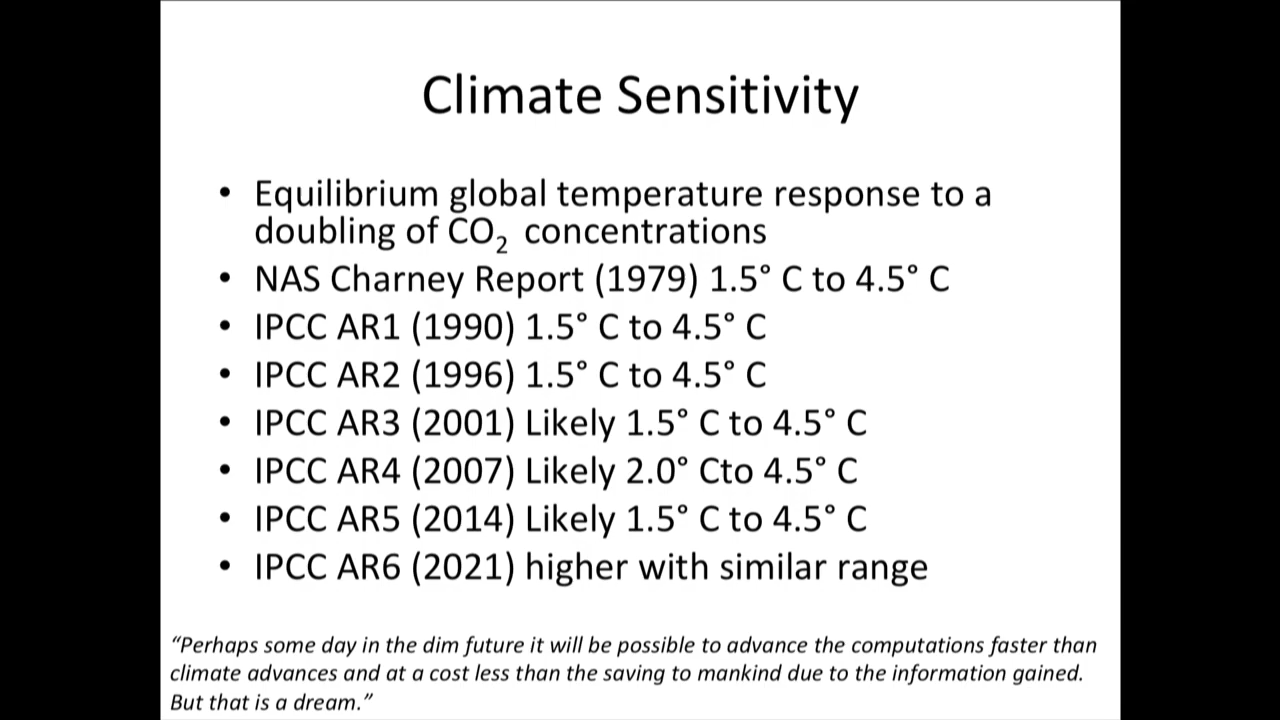 Climate Sensitivity
• Equilibrium global temperature response to a
doubling of CO₂ concentrations
• NAS Charney Report (1979) 1.5° C to 4.5° C
• IPCC AR1 (1990) 1.5° C to 4.5° C
• IPCC AR2 (1996) 1.5° C to 4.5° C
• IPCC AR3 (2001) Likely 1.5° C to 4.5° C
• IPCC AR4 (2007) Likely 2.0° Cto 4.5° C
• IPCC AR5 (2014) Likely 1.5° C to 4.5° C
• IPCC AR6 (2021) higher with similar range
“Perhaps some day in the dim future it will be possible to advance the computations faster than
climate advances and at a cost less than the saving to mankind due to the information gained.
But that is a dream.”